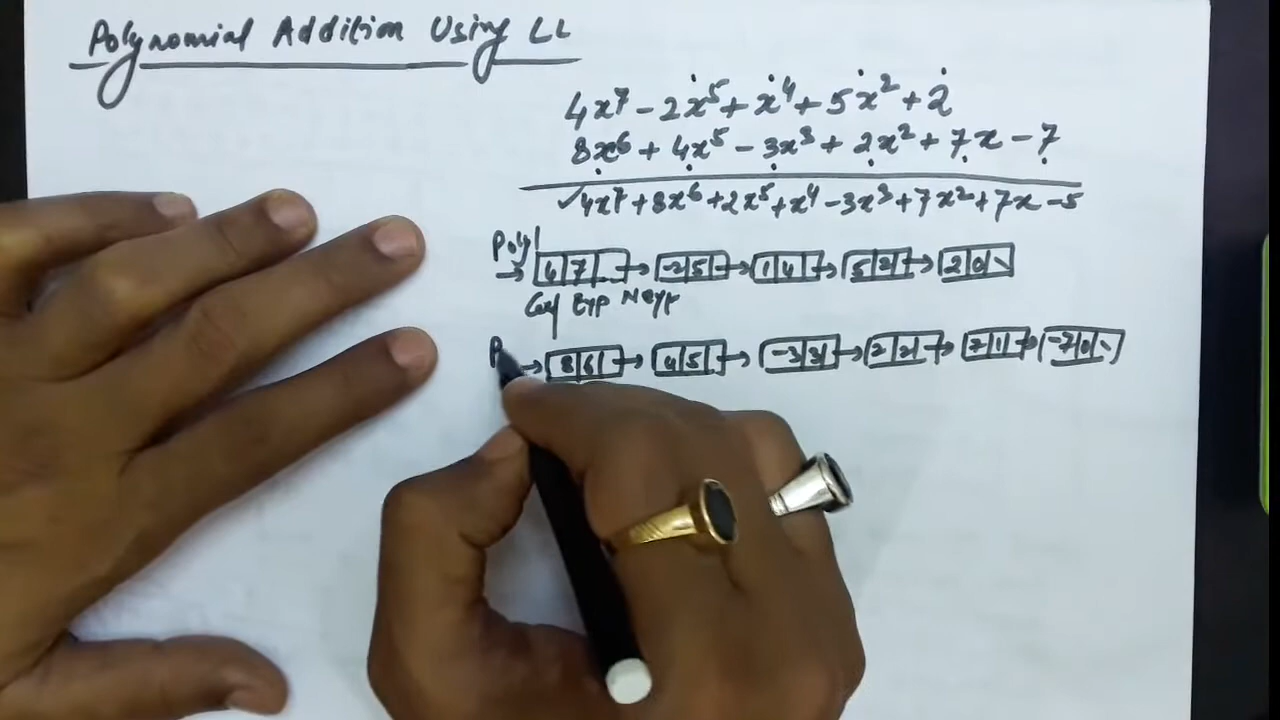 Polynomial Addition Using LL
4x⁷ - 2x⁵ + x⁴ + 5x² + 2
8x⁶ + 4x⁵ - 3x³ + 2x² + 7x - 7
✓4x⁷ + 8x⁶ + 2x⁵ + x⁴ - 3x³ + 7x² + 7x - 5
Poly1
→ 4|7| → -2|5| → 1|4| → 5|2| → 2|0|\
Coef Exp Next
P → 8|6| → 4|5| → -3|3| → 2|2| → 7|1| → -7|0|\